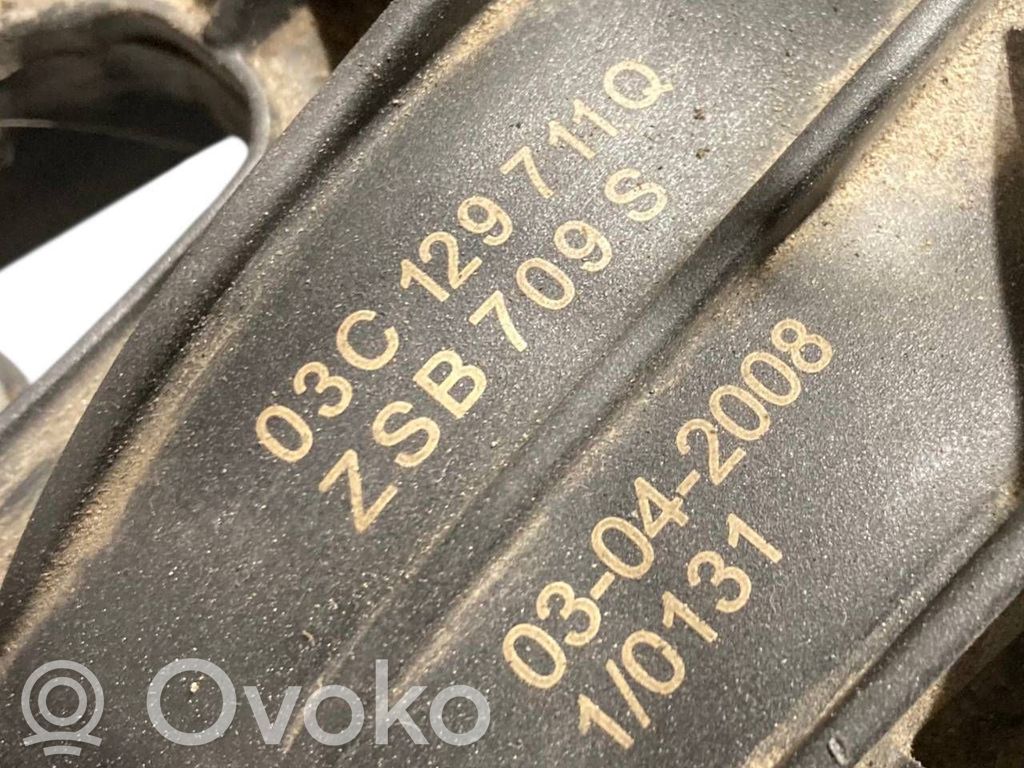 03C 129 711Q
ZSB 709 S
03-04-2008
1/0131
Ovoko